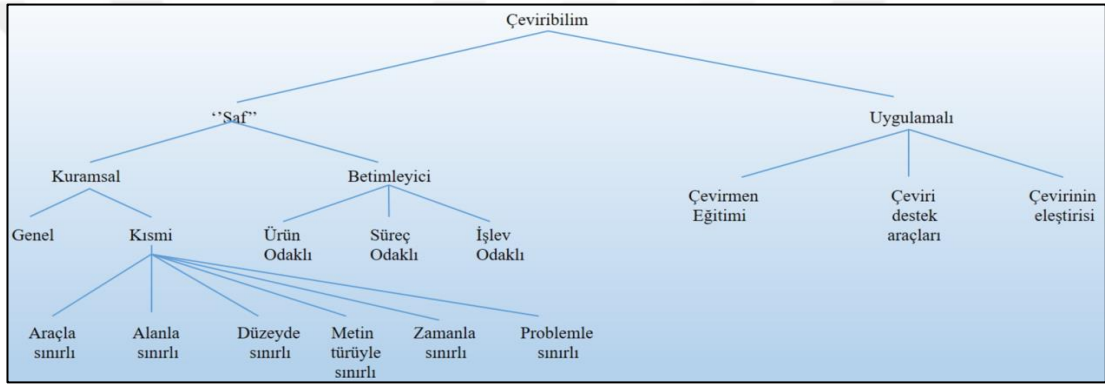 Çeviribilim
‘’Saf’’
Uygulamalı
Kuramsal
Betimleyici
Çevirmen
Eğitimi
Çeviri
destek
araçları
Çevirinin
eleştirisi
Genel
Kısmi
Ürün
Odaklı
Süreç
Odaklı
İşlev
Odaklı
Araçla
sınırlı
Alanla
sınırlı
Düzeyde
sınırlı
Metin
türüyle
sınırlı
Zamanla
sınırlı
Problemle
sınırlı